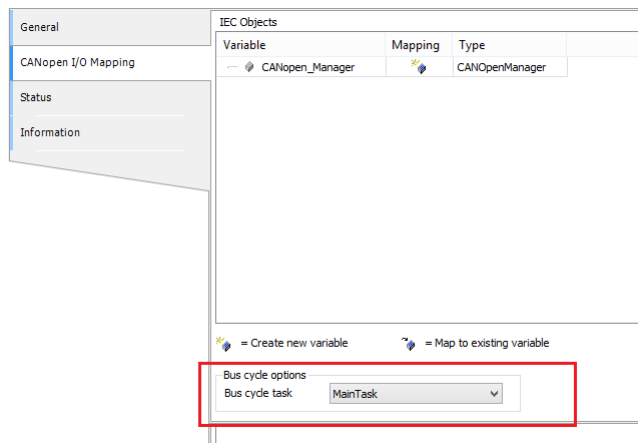 General
CANopen I/O Mapping
Status
Information
IEC Objects
Variable Mapping Type
CANopen_Manager CANOpenManager
= Create new variable = Map to existing variable
Bus cycle options
Bus cycle task MainTask